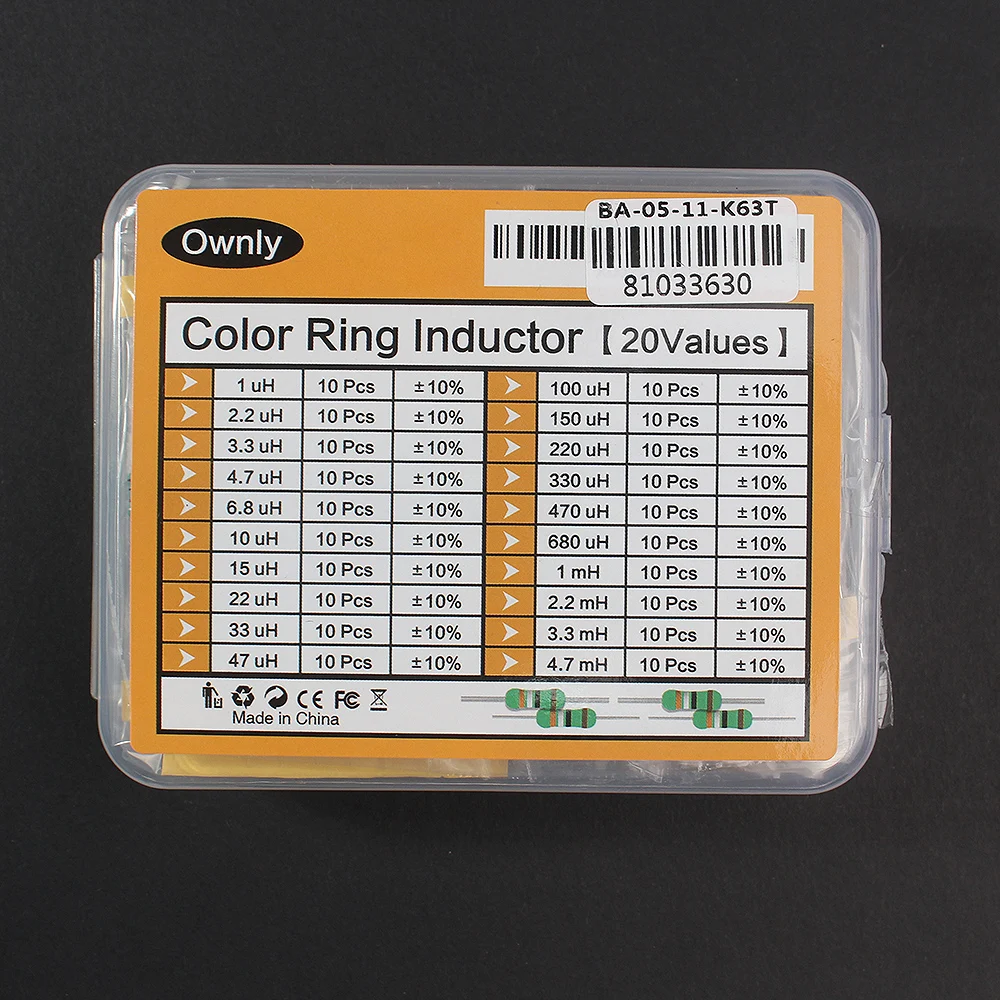 Ownly
BA-05-11-K63T
81033630
Color Ring Inductor【20Values】
1 uH 10 Pcs ±10% 100 uH 10 Pcs ±10%
2.2 uH 10 Pcs ±10% 150 uH 10 Pcs ±10%
3.3 uH 10 Pcs ±10% 220 uH 10 Pcs ±10%
4.7 uH 10 Pcs ±10% 330 uH 10 Pcs ±10%
6.8 uH 10 Pcs ±10% 470 uH 10 Pcs ±10%
10 uH 10 Pcs ±10% 680 uH 10 Pcs ±10%
15 uH 10 Pcs ±10% 1 mH 10 Pcs ±10%
22 uH 10 Pcs ±10% 2.2 mH 10 Pcs ±10%
33 uH 10 Pcs ±10% 3.3 mH 10 Pcs ±10%
47 uH 10 Pcs ±10% 4.7 mH 10 Pcs ±10%
CE FC
Made in China